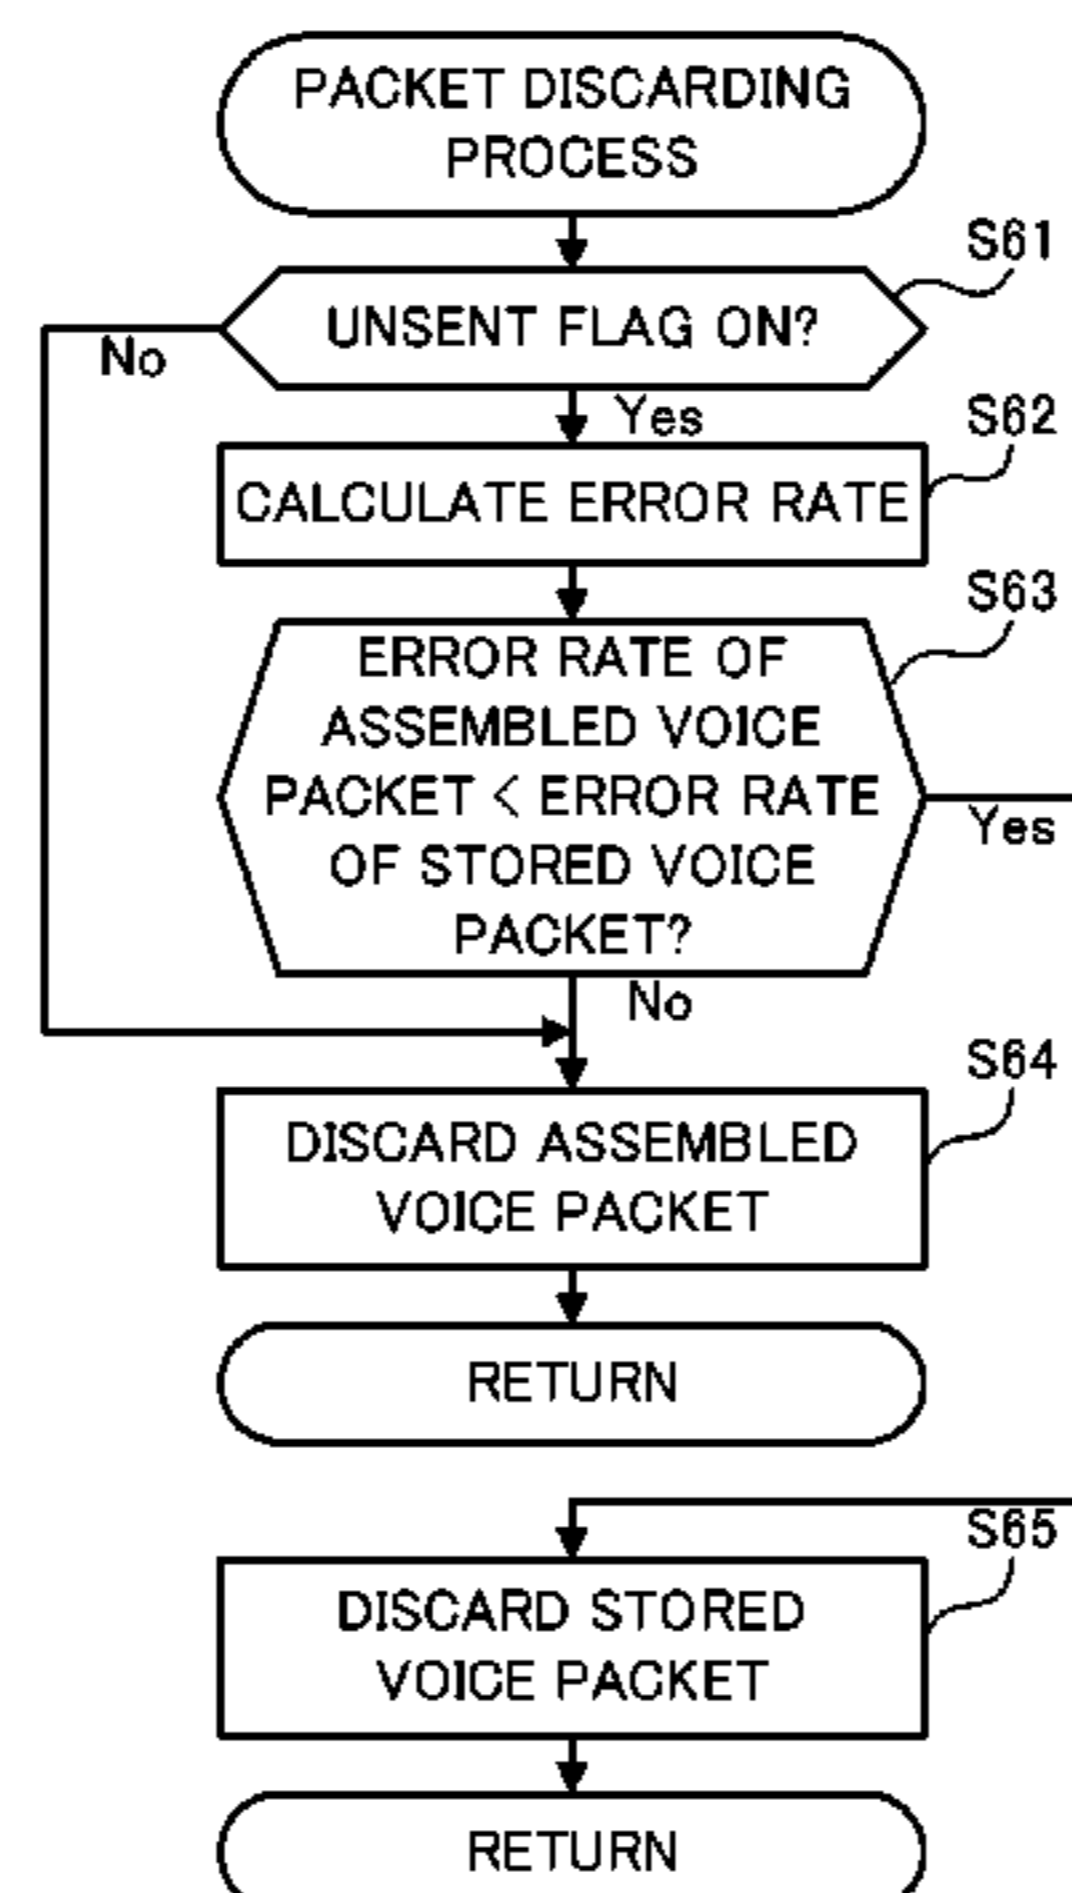 PACKET DISCARDING
PROCESS
S61
UNSENT FLAG ON?
No
Yes
S62
CALCULATE ERROR RATE
S63
ERROR RATE OF
ASSEMBLED VOICE
PACKET < ERROR RATE
OF STORED VOICE
PACKET?
Yes
No
S64
DISCARD ASSEMBLED
VOICE PACKET
RETURN
S65
DISCARD STORED
VOICE PACKET
RETURN